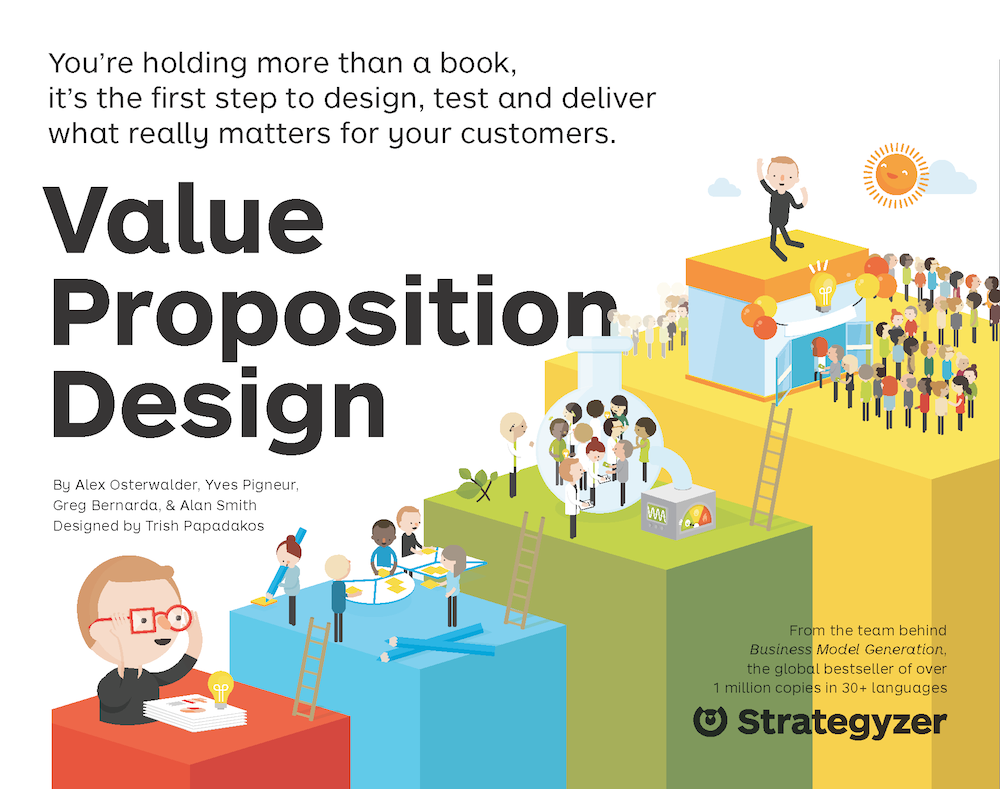 You're holding more than a book,
it's the first step to design, test and deliver
what really matters for your customers.
Value
Proposition
Design
By Alex Osterwalder, Yves Pigneur,
Greg Bernarda, & Alan Smith
Designed by Trish Papadakos
From the team behind
Business Model Generation,
the global bestseller of over
1 million copies in 30+ languages
Strategyzer